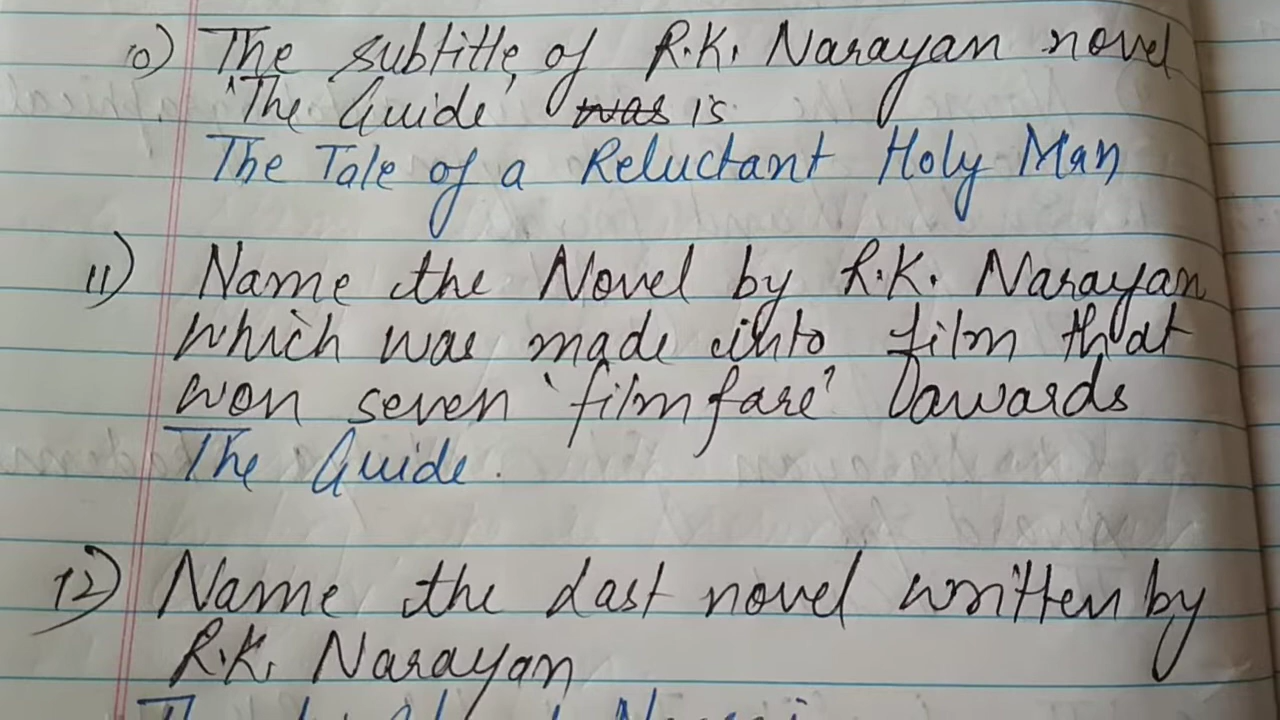 10) The subtitle of R.K. Narayan novel
'The Guide' was is
The Tale of a Reluctant Holy Man
11) Name the Novel by R.K. Narayan
which was made into film that
won seven 'filmfare' awards
The Guide.
12) Name the Last novel written by
R.K. Narayan